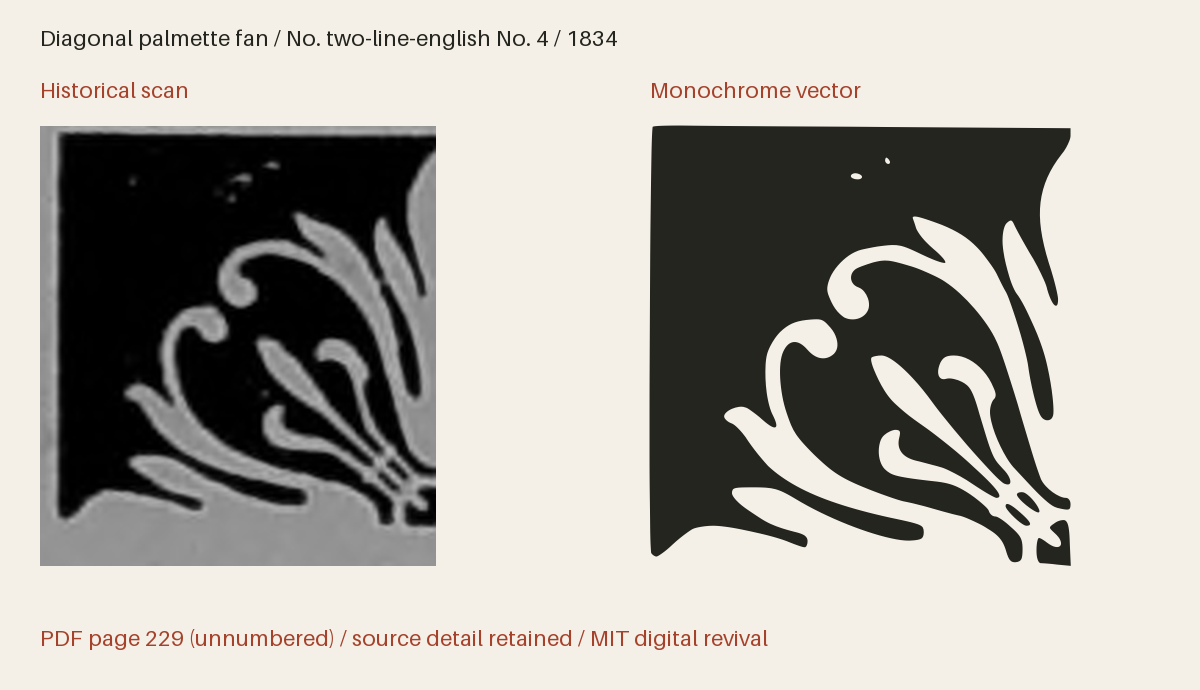 Diagonal palmette fan / No. two-line-english No. 4 / 1834
Historical scan
Monochrome vector
PDF page 229 (unnumbered) / source detail retained / MIT digital revival